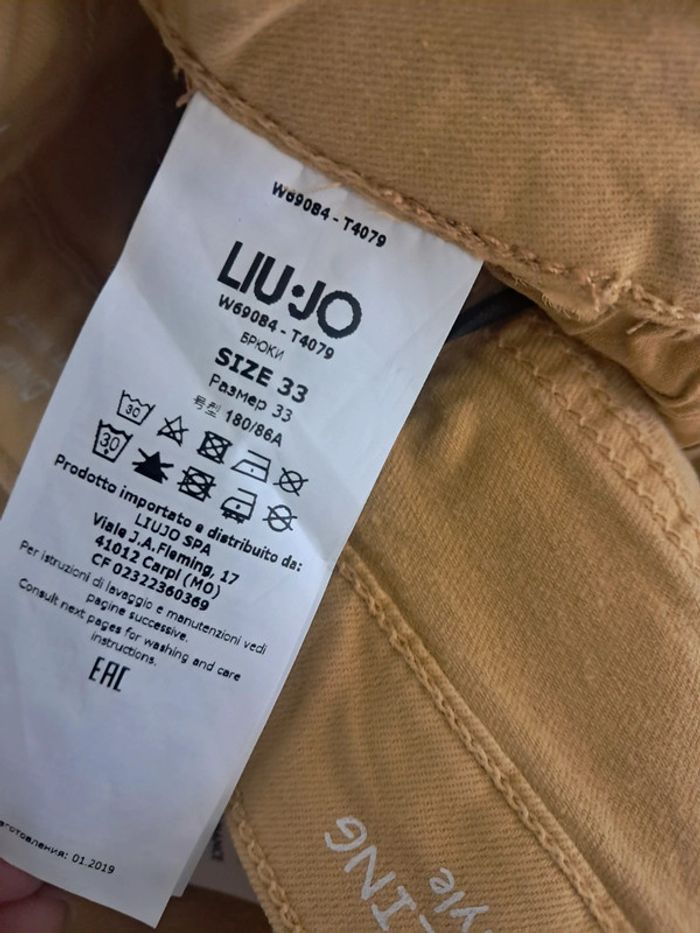 W69084 - T4079
LIU·JO
W69084 - T4079
БРЮКИ
SIZE 33
Размер 33
号型 180/86A
30
30
Prodotto importato e distribuito da:
LIUJO SPA
Viale J.A.Fleming, 17
41012 Carpi (MO)
CF 02322360369
Per istruzioni di lavaggio e manutenzioni vedi
pagine successive.
Consult next pages for washing and care
instructions.
EAC
01.2019